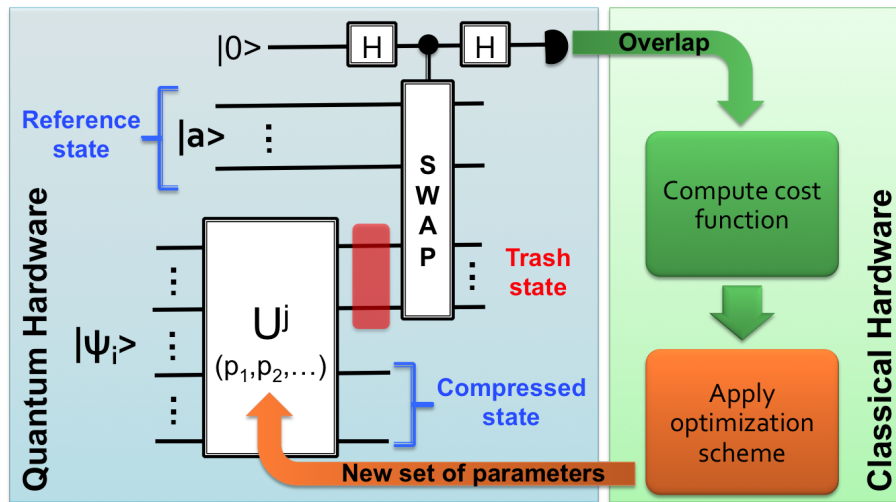 |0>
H
H
Overlap
Reference
state
|a>
S
W
A
P
Compute cost
function
Trash
state
Quantum Hardware
Classical Hardware
|ψi>
U^j
(p1,p2,...)
Compressed
state
Apply
optimization
scheme
New set of parameters